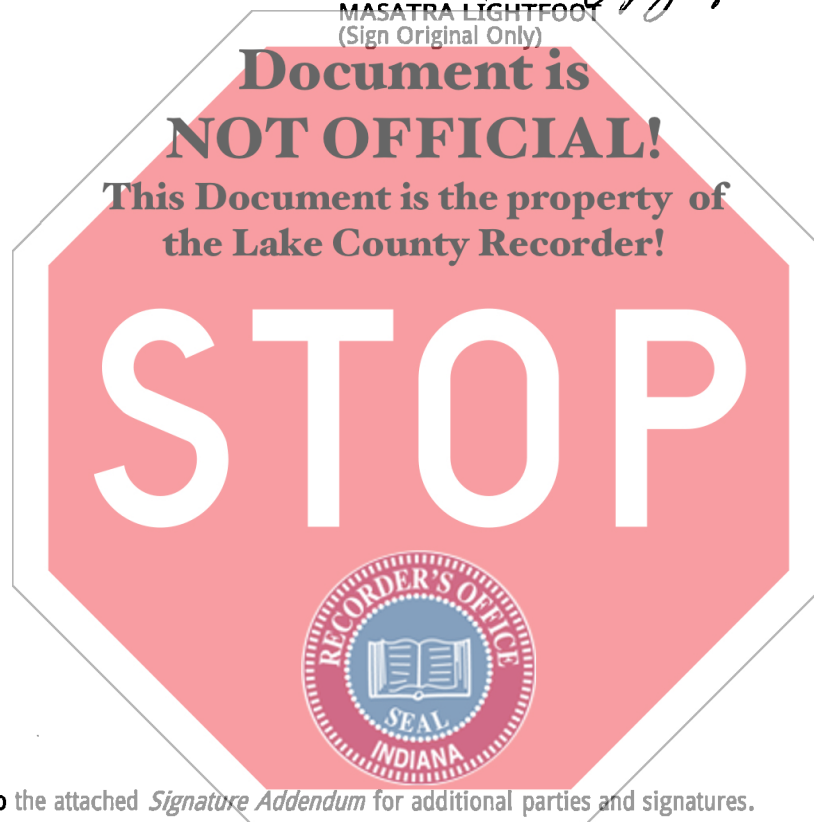 MASATRA LIGHTFOOT
(Sign Original Only)
Document is
NOT OFFICIAL!
This Document is the property of
the Lake County Recorder!
STOP
RECORDER'S OFFICE
SEAL
INDIANA
the attached Signature Addendum for additional parties and signatures.